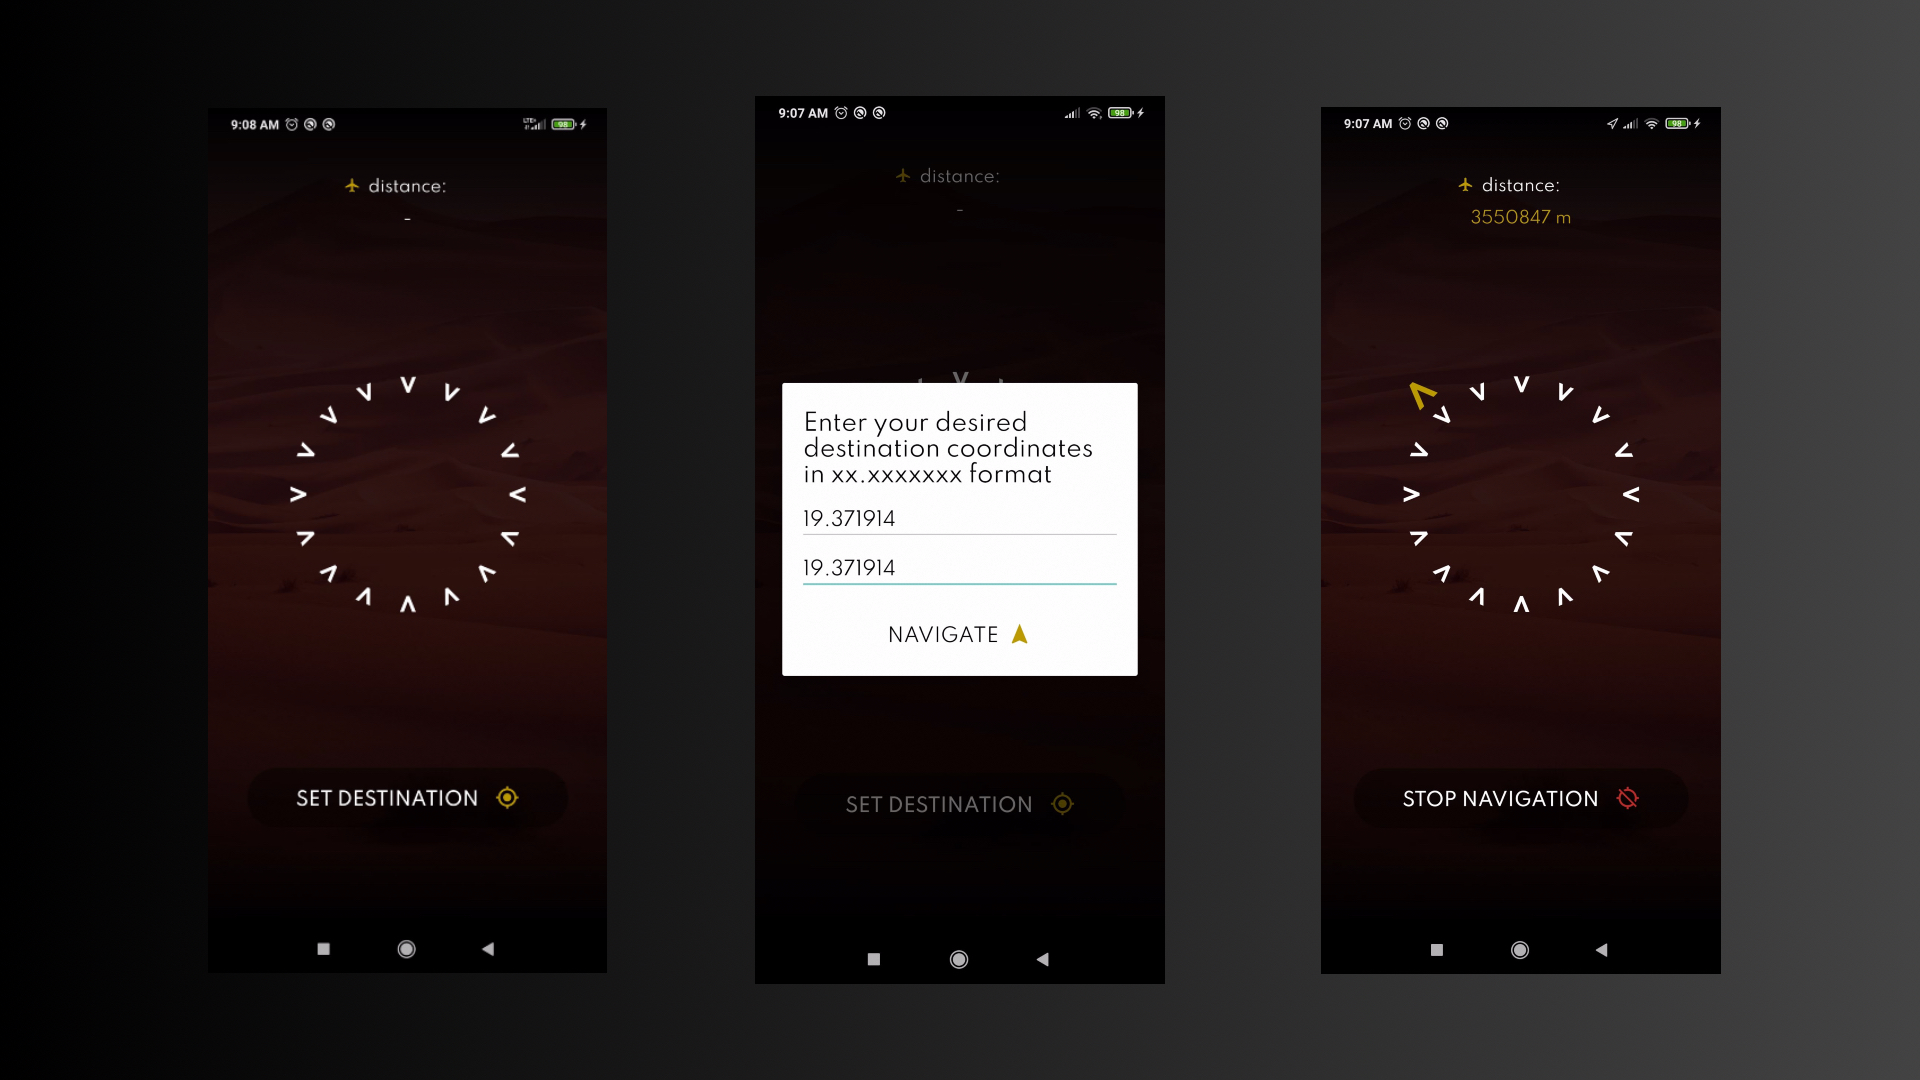 9:08 AM
LTE+
98
distance:
-
SET DESTINATION
9:07 AM
98
distance:
-
Enter your desired
destination coordinates
in xx.xxxxxxx format
19.371914
19.371914
NAVIGATE
SET DESTINATION
9:07 AM
98
distance:
3550847 m
STOP NAVIGATION